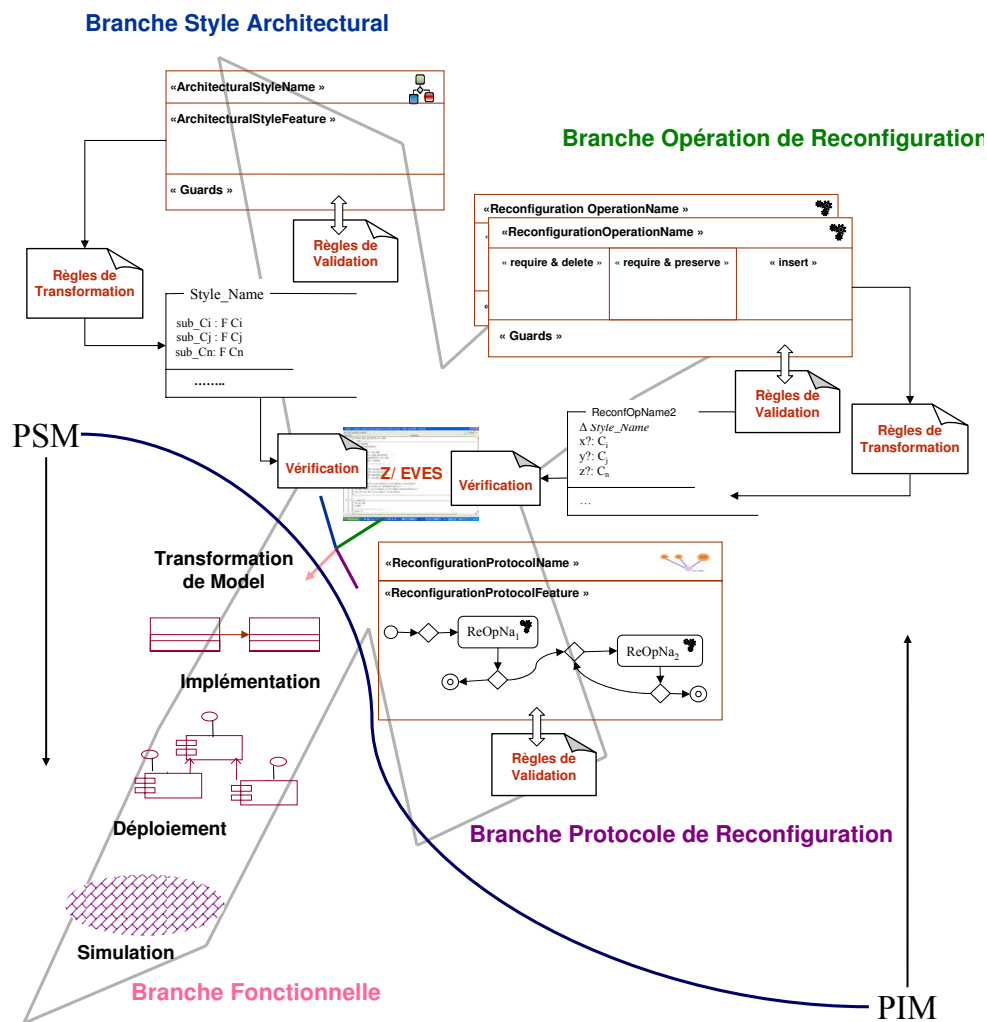 Branche Style Architectural
«ArchitecturalStyleName »
«ArchitecturalStyleFeature »
« Guards »
Règles de
Validation
Règles de
Transformation
Style_Name
sub_Ci : F Ci
sub_Cj : F Cj
sub_Cn: F Cn
……..
Branche Opération de Reconfiguration
«Reconfiguration OperationName »
«ReconfigurationOperationName »
« require & delete »
« require & preserve »
« insert »
« Guards »
Règles de
Validation
Règles de
Transformation
ReconfOpName2
Δ Style_Name
x?: Ci
y?: Cj
z?: Cn
…
PSM
Vérification
Z/ EVES
Vérification
Transformation
de Model
«ReconfigurationProtocolName»
«ReconfigurationProtocolFeature »
ReOpNa1
ReOpNa2
Règles de
Validation
Implémentation
Déploiement
Branche Protocole de Reconfiguration
Simulation
Branche Fonctionnelle
PIM